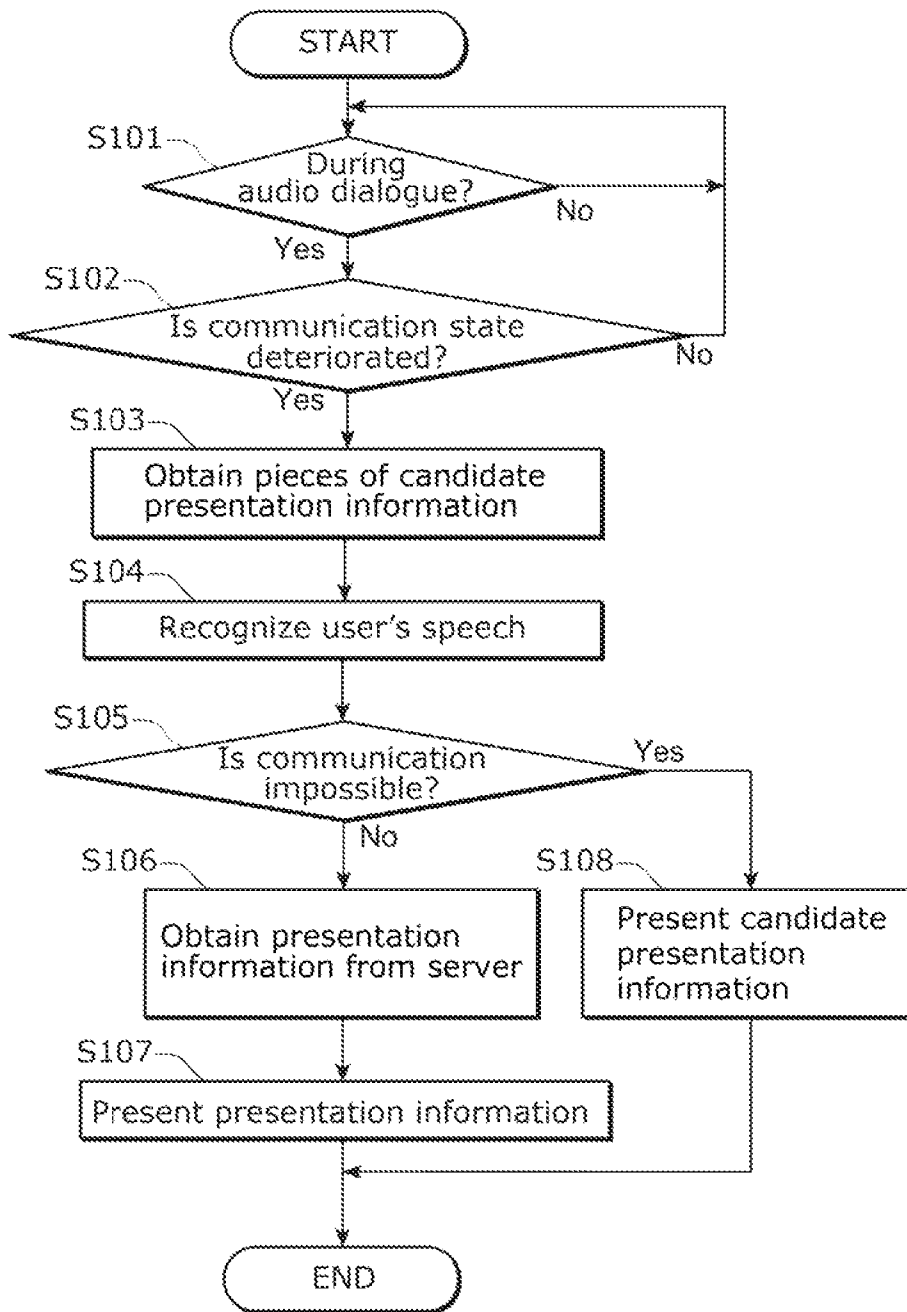 START
S101
During
audio dialogue?
No
Yes
S102
Is communication state
deteriorated?
No
Yes
S103
Obtain pieces of candidate
presentation information
S104
Recognize user's speech
S105
Is communication
impossible?
Yes
No
S106
Obtain presentation
information from server
S108
Present candidate
presentation
information
S107
Present presentation information
END